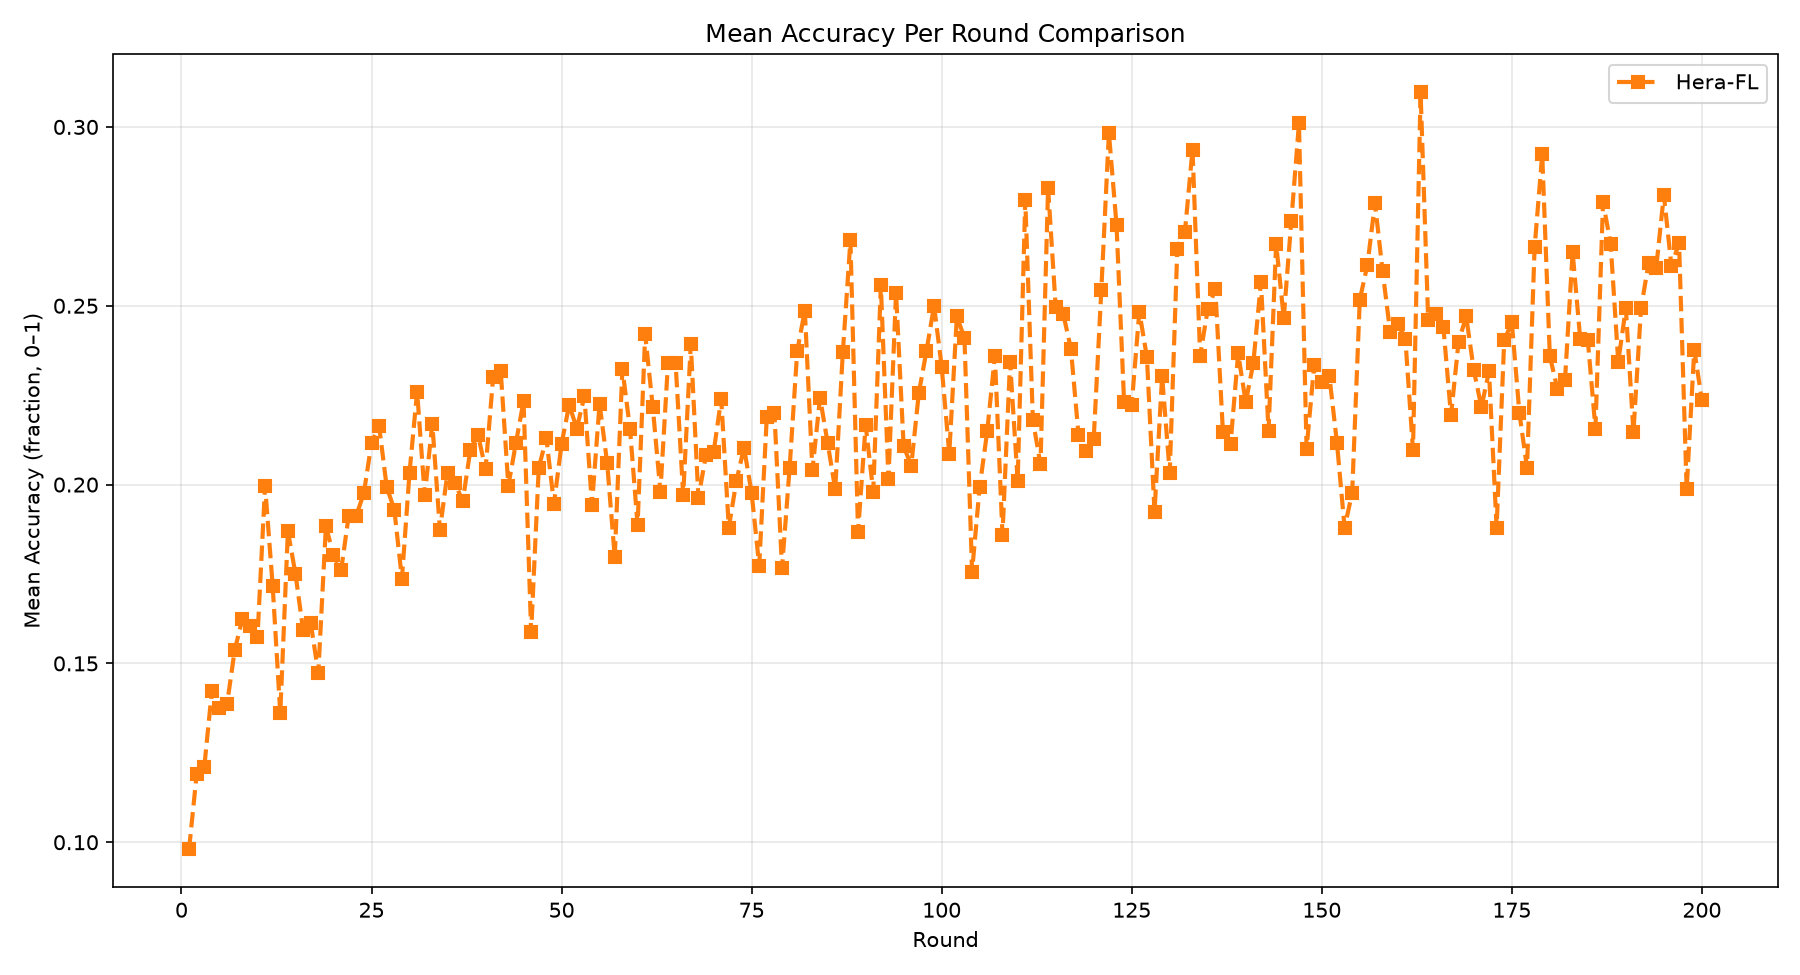 Mean Accuracy Per Round Comparison
Hera-FL
Mean Accuracy (fraction, 0–1)
0.30
0.25
0.20
0.15
0.10
0 25 50 75 100 125 150 175 200
Round